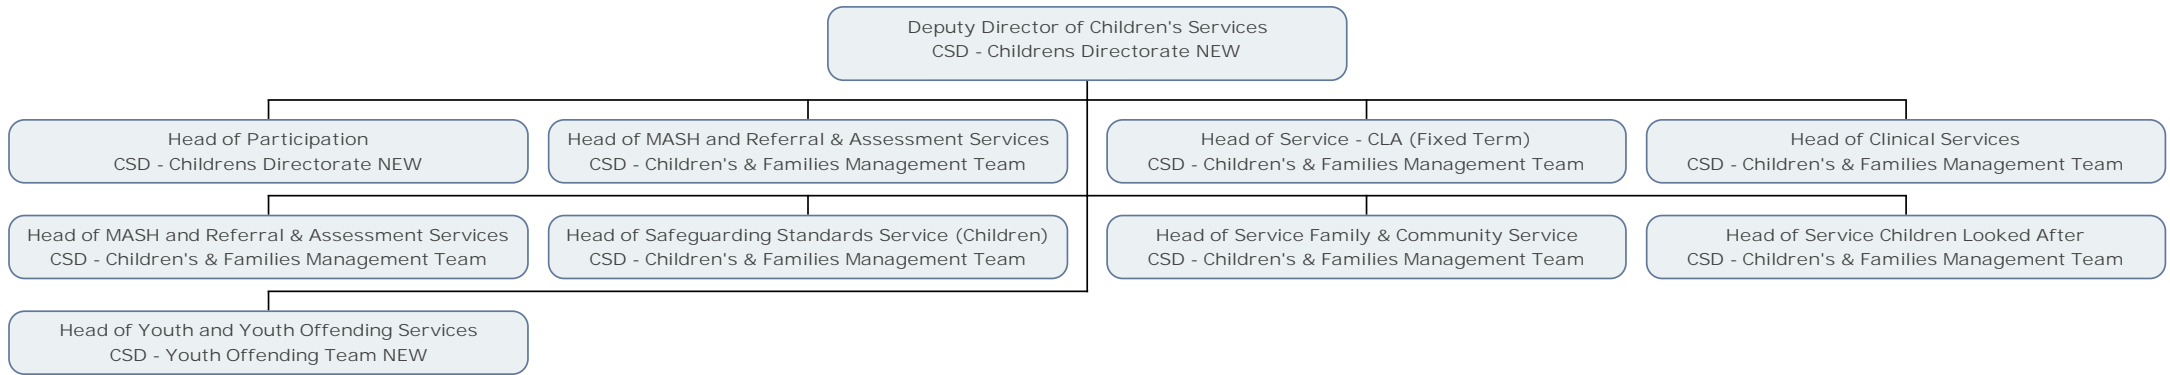 Deputy Director of Children's Services
CSD - Childrens Directorate NEW
Head of Participation
CSD - Childrens Directorate NEW
Head of MASH and Referral & Assessment Services
CSD - Children's & Families Management Team
Head of Service - CLA (Fixed Term)
CSD - Children's & Families Management Team
Head of Clinical Services
CSD - Children's & Families Management Team
Head of MASH and Referral & Assessment Services
CSD - Children's & Families Management Team
Head of Safeguarding Standards Service (Children)
CSD - Children's & Families Management Team
Head of Service Family & Community Service
CSD - Children's & Families Management Team
Head of Service Children Looked After
CSD - Children's & Families Management Team
Head of Youth and Youth Offending Services
CSD - Youth Offending Team NEW